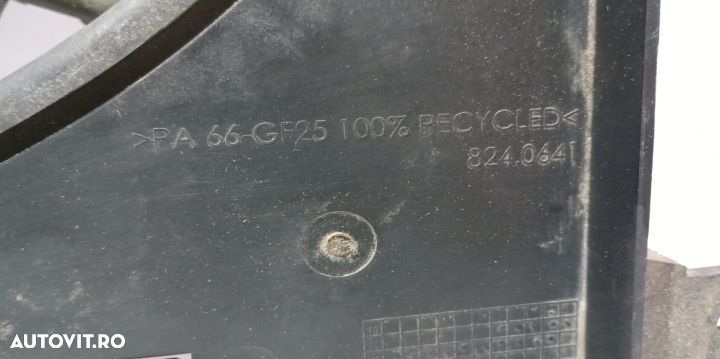 >PA 66-GF25 100% RECYCLED<
824.0641
AUTOVIT.RO